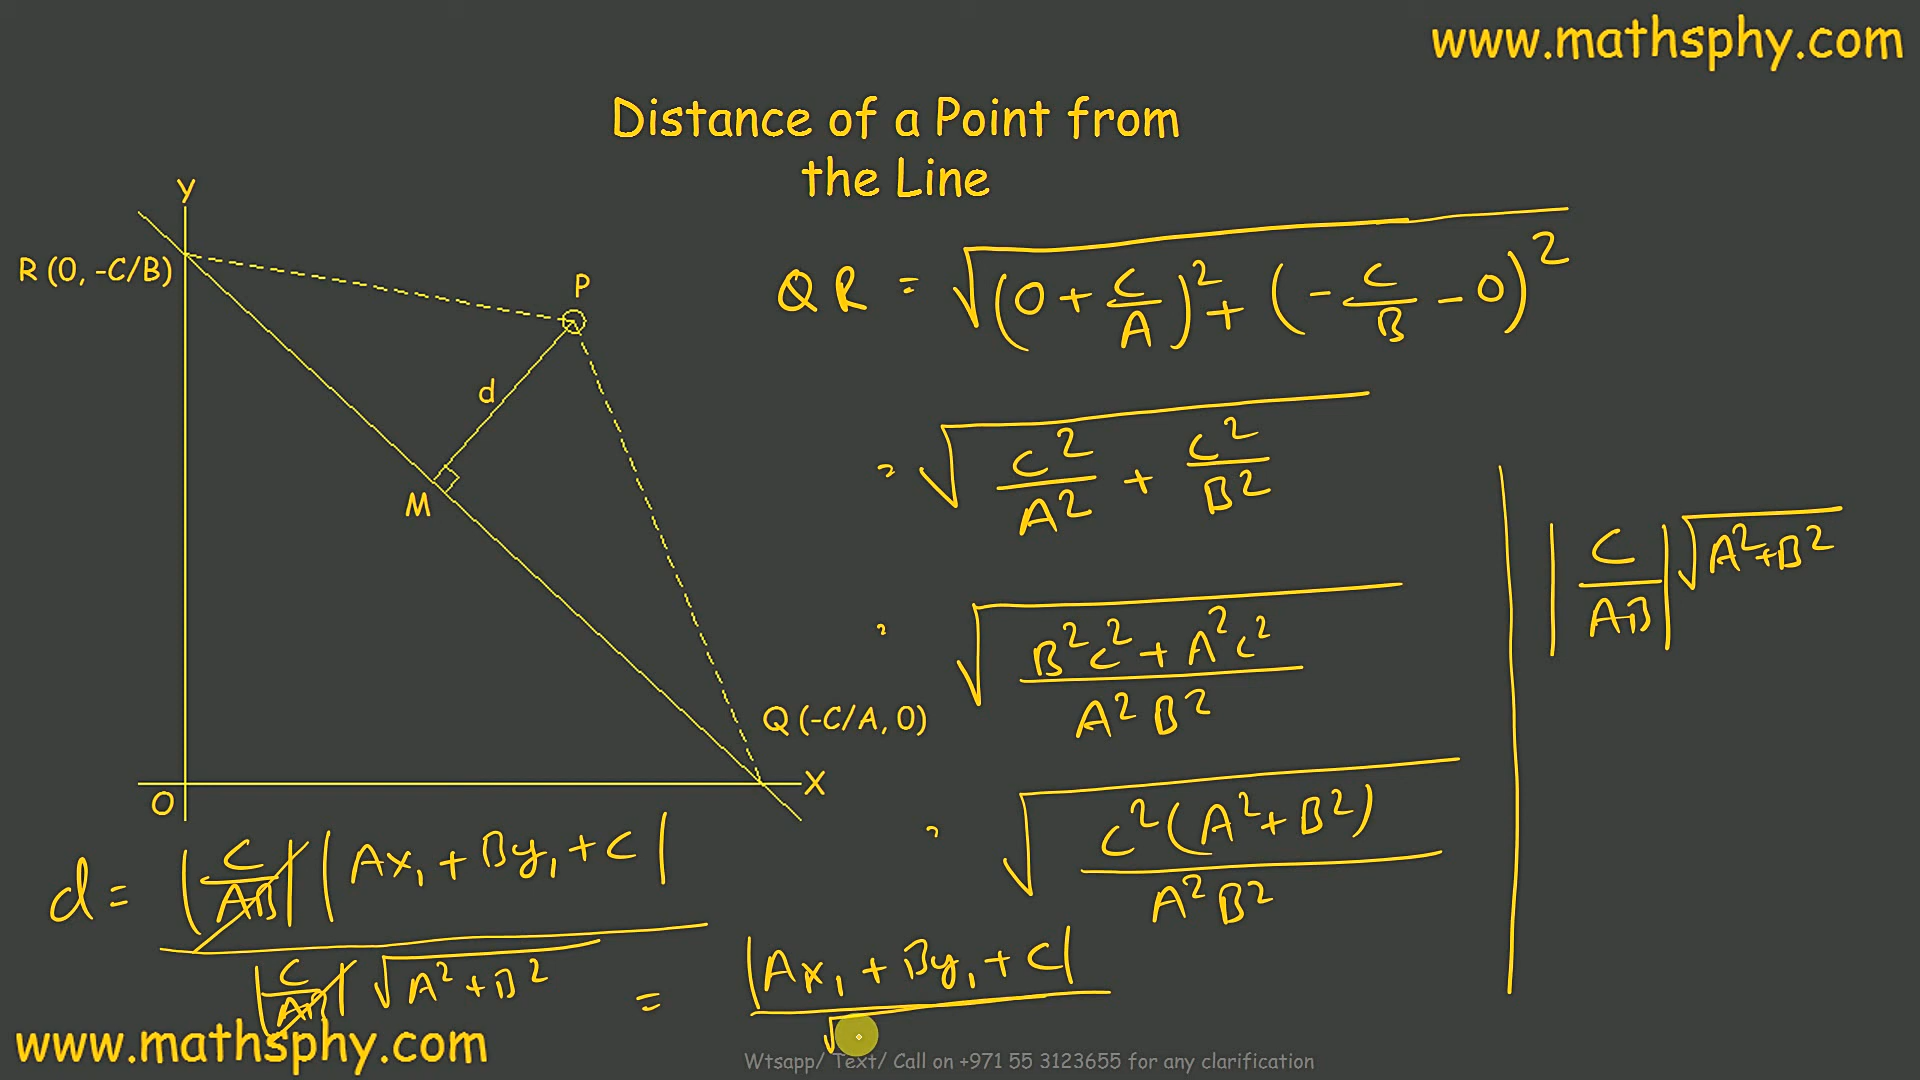 www.mathsphy.com
Distance of a Point from
the Line
y
R (0, -C/B)
P
d
M
Q (-C/A, 0)
O
X
QR = √((0 + C/A)² + (-C/B - 0)²)
= √(C²/A² + C²/B²)
= √((B²C² + A²C²)/(A²B²))
= √(C²(A² + B²)/(A²B²))
|C/AB| √(A² + B²)
d = |C/AB| |Ax₁ + By₁ + C| / |C/AB| √(A² + B²) = |Ax₁ + By₁ + C| / √
www.mathsphy.com
Wtsapp/ Text/ Call on +971 55 3123655 for any clarification